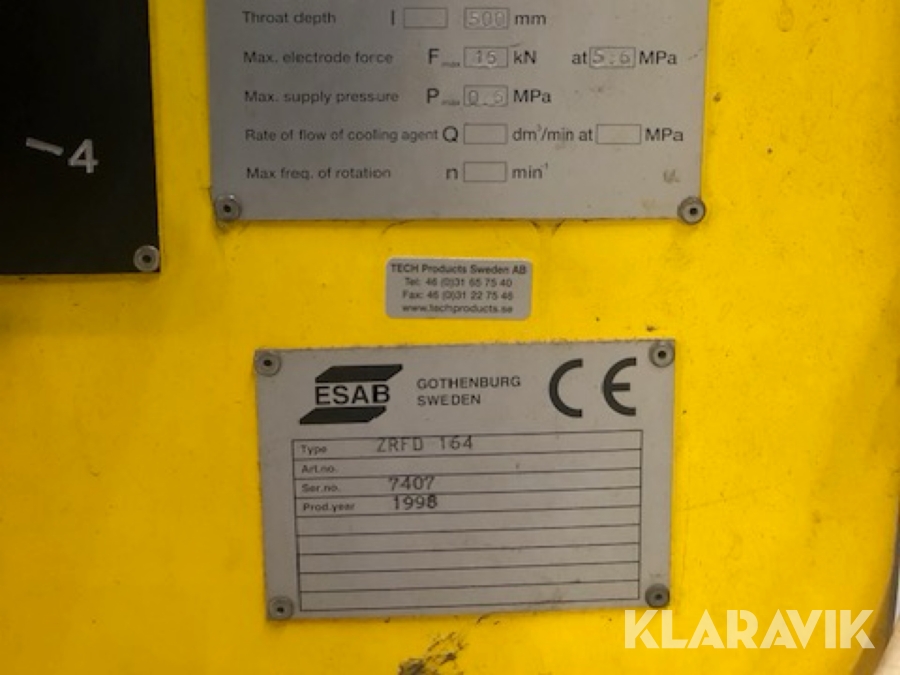 Throat depth l 500 mm
Max. electrode force Fmax 15 kN at 5.6 MPa
Max. supply pressure Pmax 0.6 MPa
Rate of flow of cooling agent Q dm³/min at MPa
Max freq. of rotation n min⁻¹
-4
TECH Products Sweden AB
Tel: 46 (0)31 65 75 40
Fax: 46 (0)31 22 75 46
www.techproducts.se
ESAB GOTHENBURG SWEDEN CE
Type ZRFD 164
Art.no.
Ser.no. 7407
Prod.year 1998
KLARAVIK